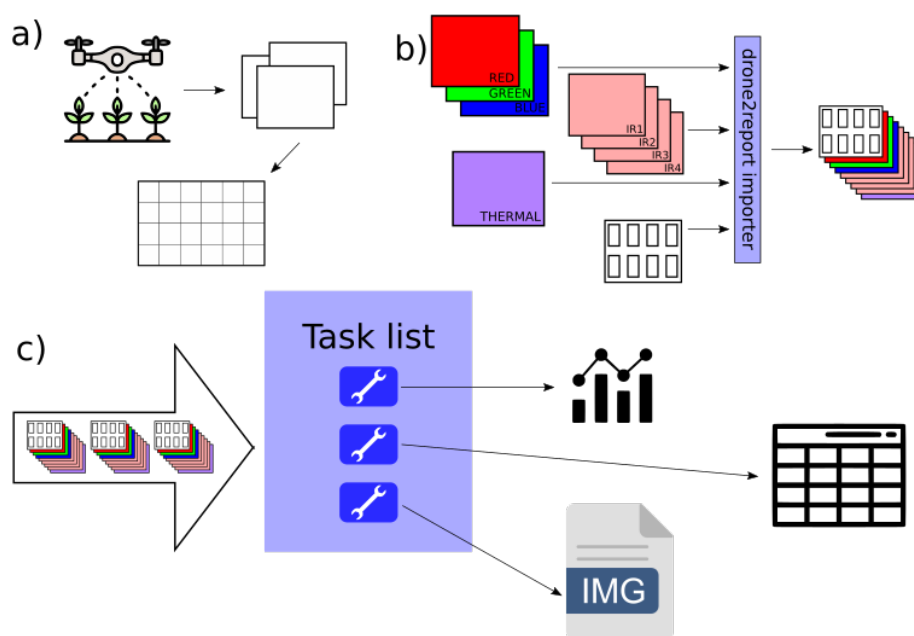 a)
b)
RED
GREEN
BLUE
IR1
IR2
IR3
IR4
THERMAL
drone2report importer
c)
Task list
IMG